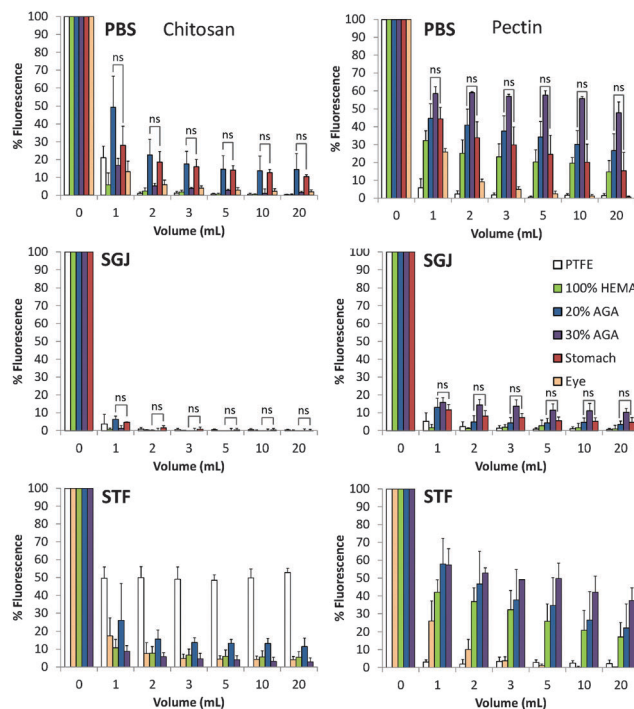 PBS Chitosan
% Fluorescence
100
90
80
70
60
50
40
30
20
10
0
ns
ns
ns
ns
ns
ns
0 1 2 3 5 10 20
Volume (mL)
PBS Pectin
% Fluorescence
100
90
80
70
60
50
40
30
20
10
0
ns
ns
ns
ns
ns
ns
0 1 2 3 5 10 20
Volume (mL)
SGJ
% Fluorescence
100
90
80
70
60
50
40
30
20
10
0
ns
ns
ns
ns
ns
ns
0 1 2 3 5 10 20
Volume (mL)
SGJ
% Fluorescence
100
90
80
70
60
50
40
30
20
10
0
PTFE
100% HEMA
20% AGA
30% AGA
Stomach
Eye
ns
ns
ns
ns
ns
ns
0 1 2 3 5 10 20
Volume (mL)
STF
% Fluorescence
100
90
80
70
60
50
40
30
20
10
0
0 1 2 3 5 10 20
Volume (mL)
STF
% Fluorescence
100
90
80
70
60
50
40
30
20
10
0
0 1 2 3 5 10 20
Volume (mL)